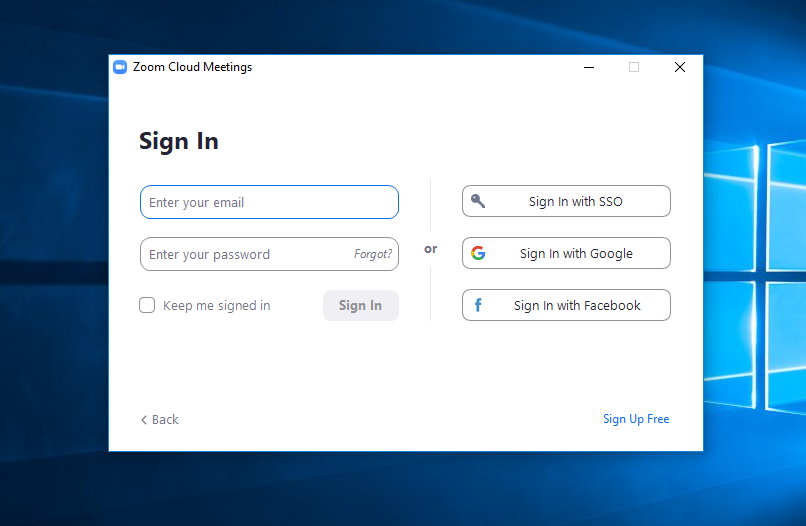 Zoom Cloud Meetings
Sign In
Enter your email
Enter your password Forgot?
Keep me signed in Sign In
or
Sign In with SSO
Sign In with Google
Sign In with Facebook
Back
Sign Up Free